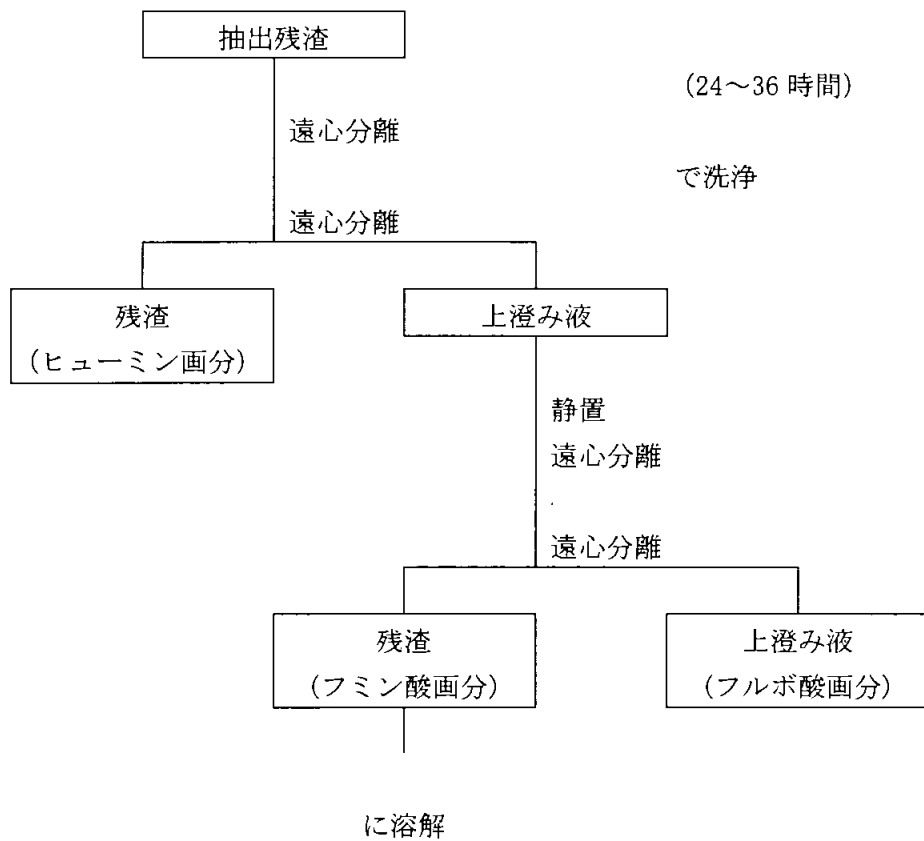 抽出残渣
(24～36 時間)
遠心分離
で洗浄
遠心分離
残渣
(ヒューミン画分)
上澄み液
静置
遠心分離
遠心分離
残渣
(フミン酸画分)
上澄み液
(フルボ酸画分)
に溶解